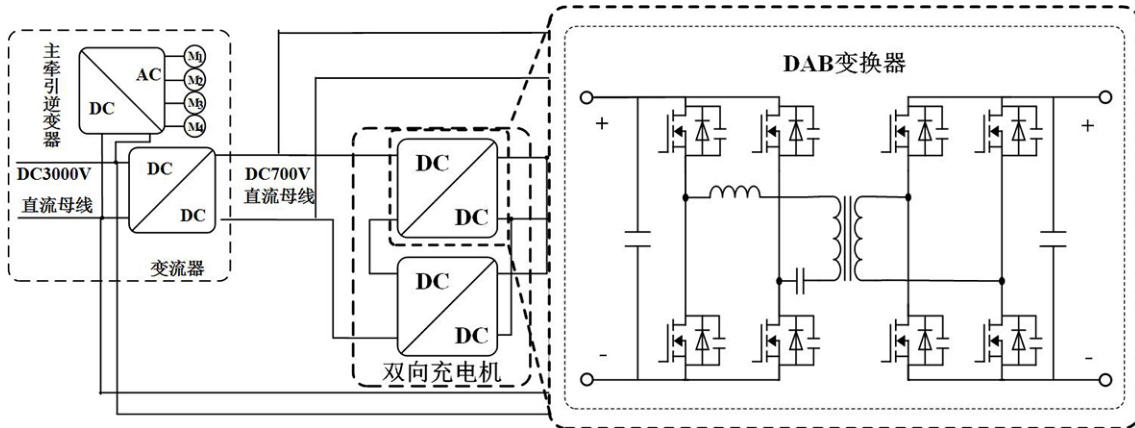 主牵引逆变器
AC
DC
M1
M2
M3
M4
DC3000V
直流母线
DC
DC
变流器
DC700V
直流母线
DC
DC
DC
DC
双向充电机
DAB变换器
+
-
+
-